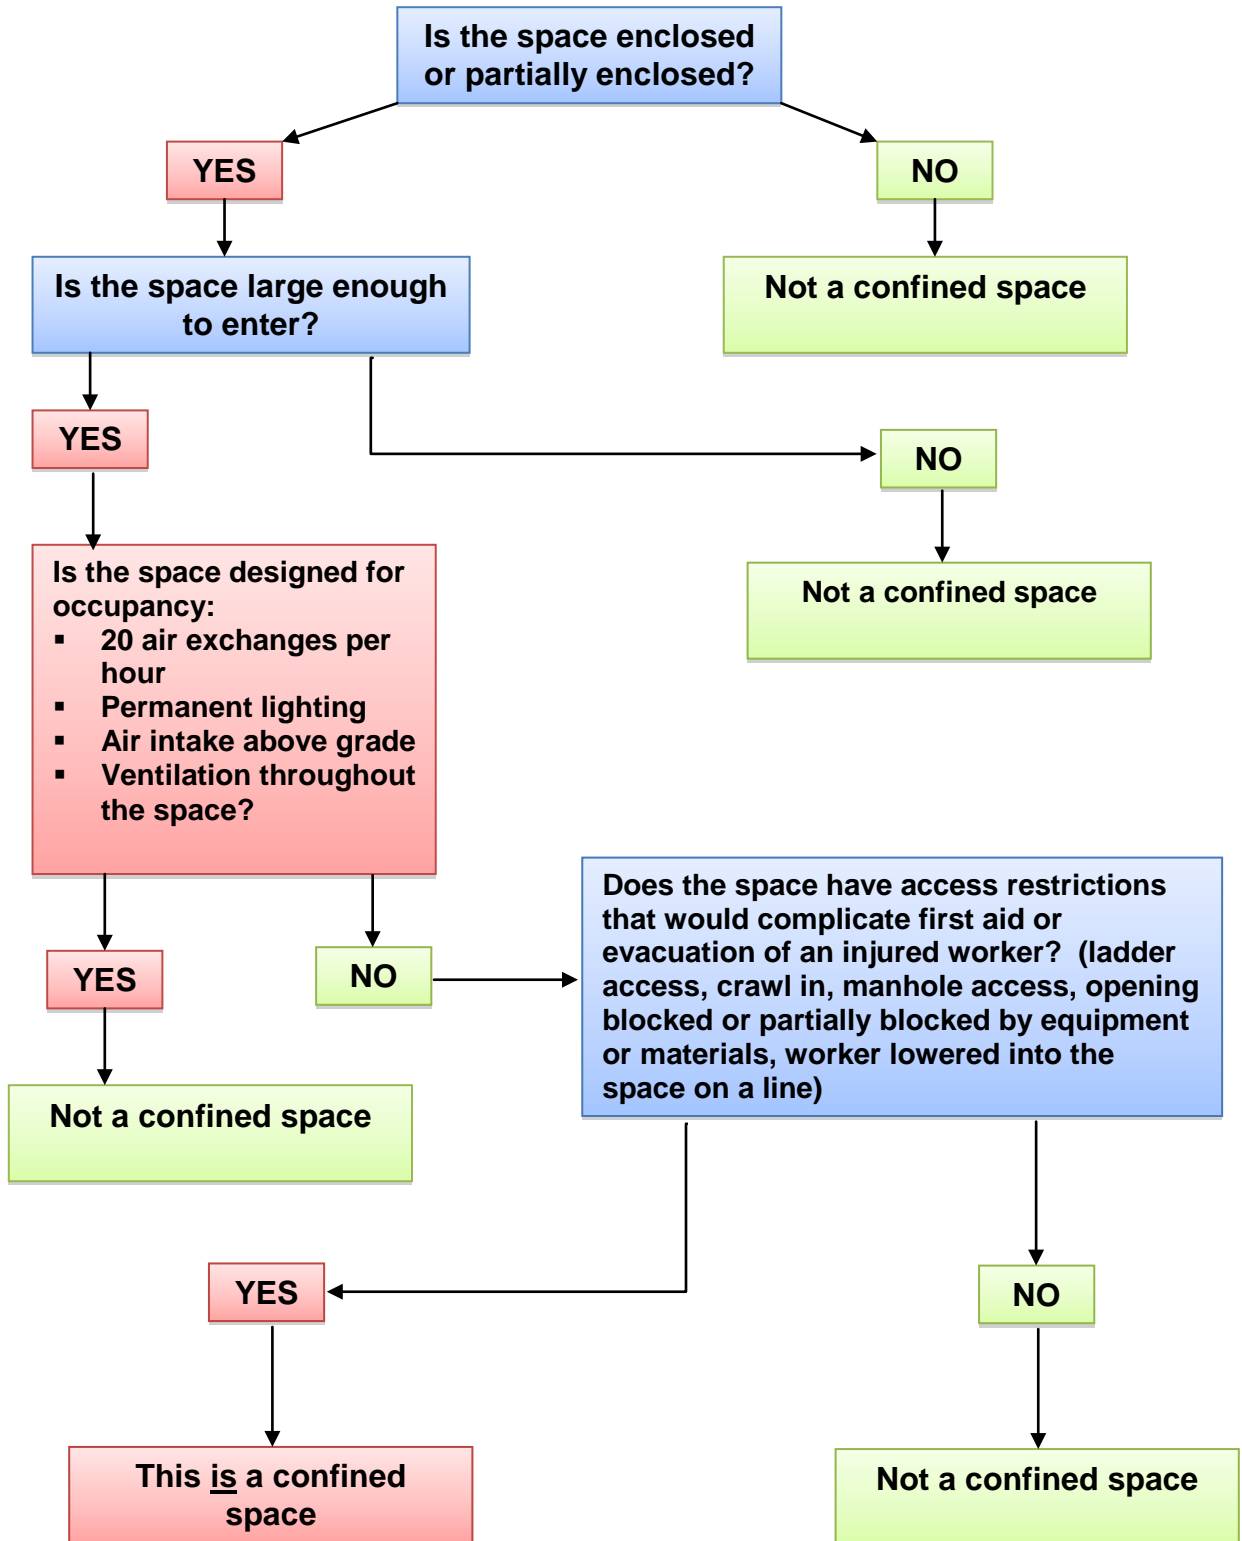 Is the space enclosed
or partially enclosed?
YES
NO
Is the space large enough
to enter?
Not a confined space
YES
NO
Is the space designed for
occupancy:
▪ 20 air exchanges per
hour
▪ Permanent lighting
▪ Air intake above grade
▪ Ventilation throughout
the space?
Not a confined space
YES
NO
Does the space have access restrictions
that would complicate first aid or
evacuation of an injured worker?  (ladder
access, crawl in, manhole access, opening
blocked or partially blocked by equipment
or materials, worker lowered into the
space on a line)
Not a confined space
YES
NO
This is a confined
space
Not a confined space